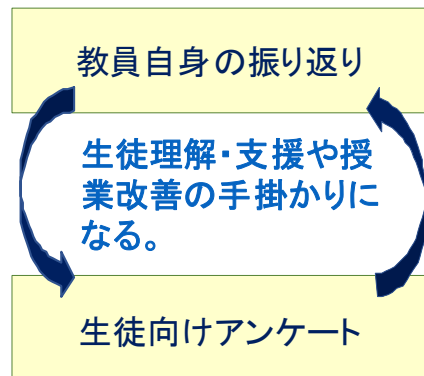 教員自身の振り返り
生徒理解・支援や授
業改善の手掛かりに
なる。
生徒向けアンケート